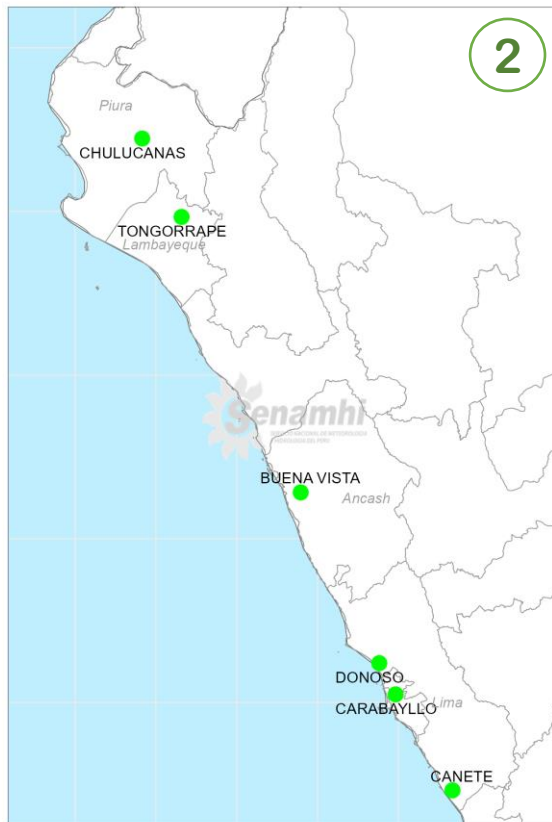 2
Piura
CHULUCANAS
TONGORRAPE
Lambayeque
Senamhi
BUENA VISTA
Ancash
DONOSO
CARABAYLLO
Lima
CANETE